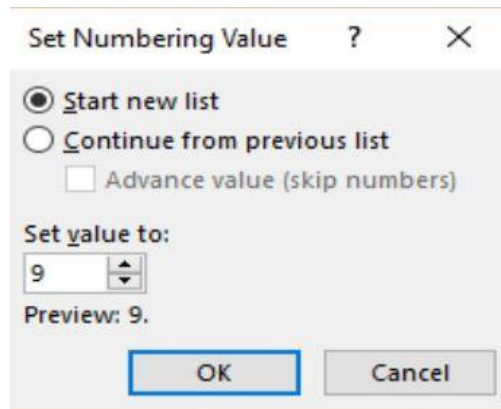 Set Numbering Value ?
Start new list
Continue from previous list
Advance value (skip numbers)
Set value to:
9
Preview: 9.
OK Cancel